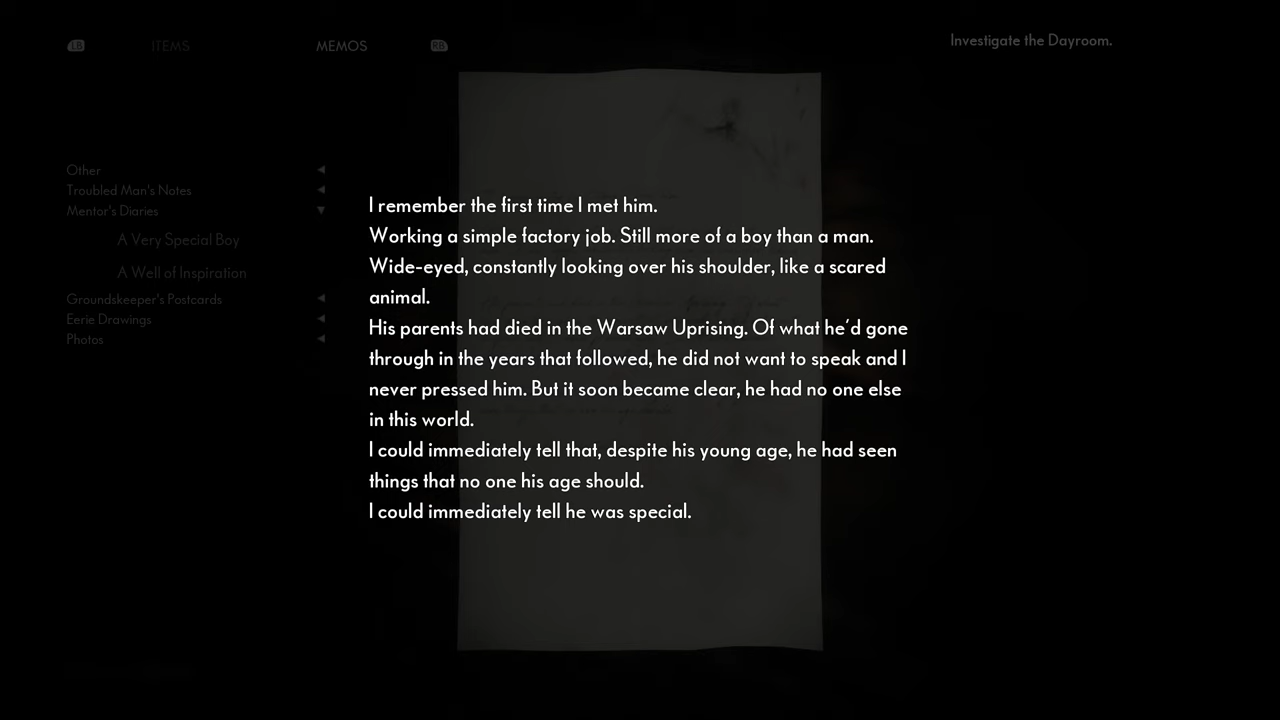 LB ITEMS MEMOS RB
Investigate the Dayroom.
Other
Troubled Man's Notes
Mentor's Diaries
A Very Special Boy
A Well of Inspiration
Groundskeeper's Postcards
Eerie Drawings
Photos
I remember the first time I met him.
Working a simple factory job. Still more of a boy than a man.
Wide-eyed, constantly looking over his shoulder, like a scared
animal.
His parents had died in the Warsaw Uprising. Of what he'd gone
through in the years that followed, he did not want to speak and I
never pressed him. But it soon became clear, he had no one else
in this world.
I could immediately tell that, despite his young age, he had seen
things that no one his age should.
I could immediately tell he was special.